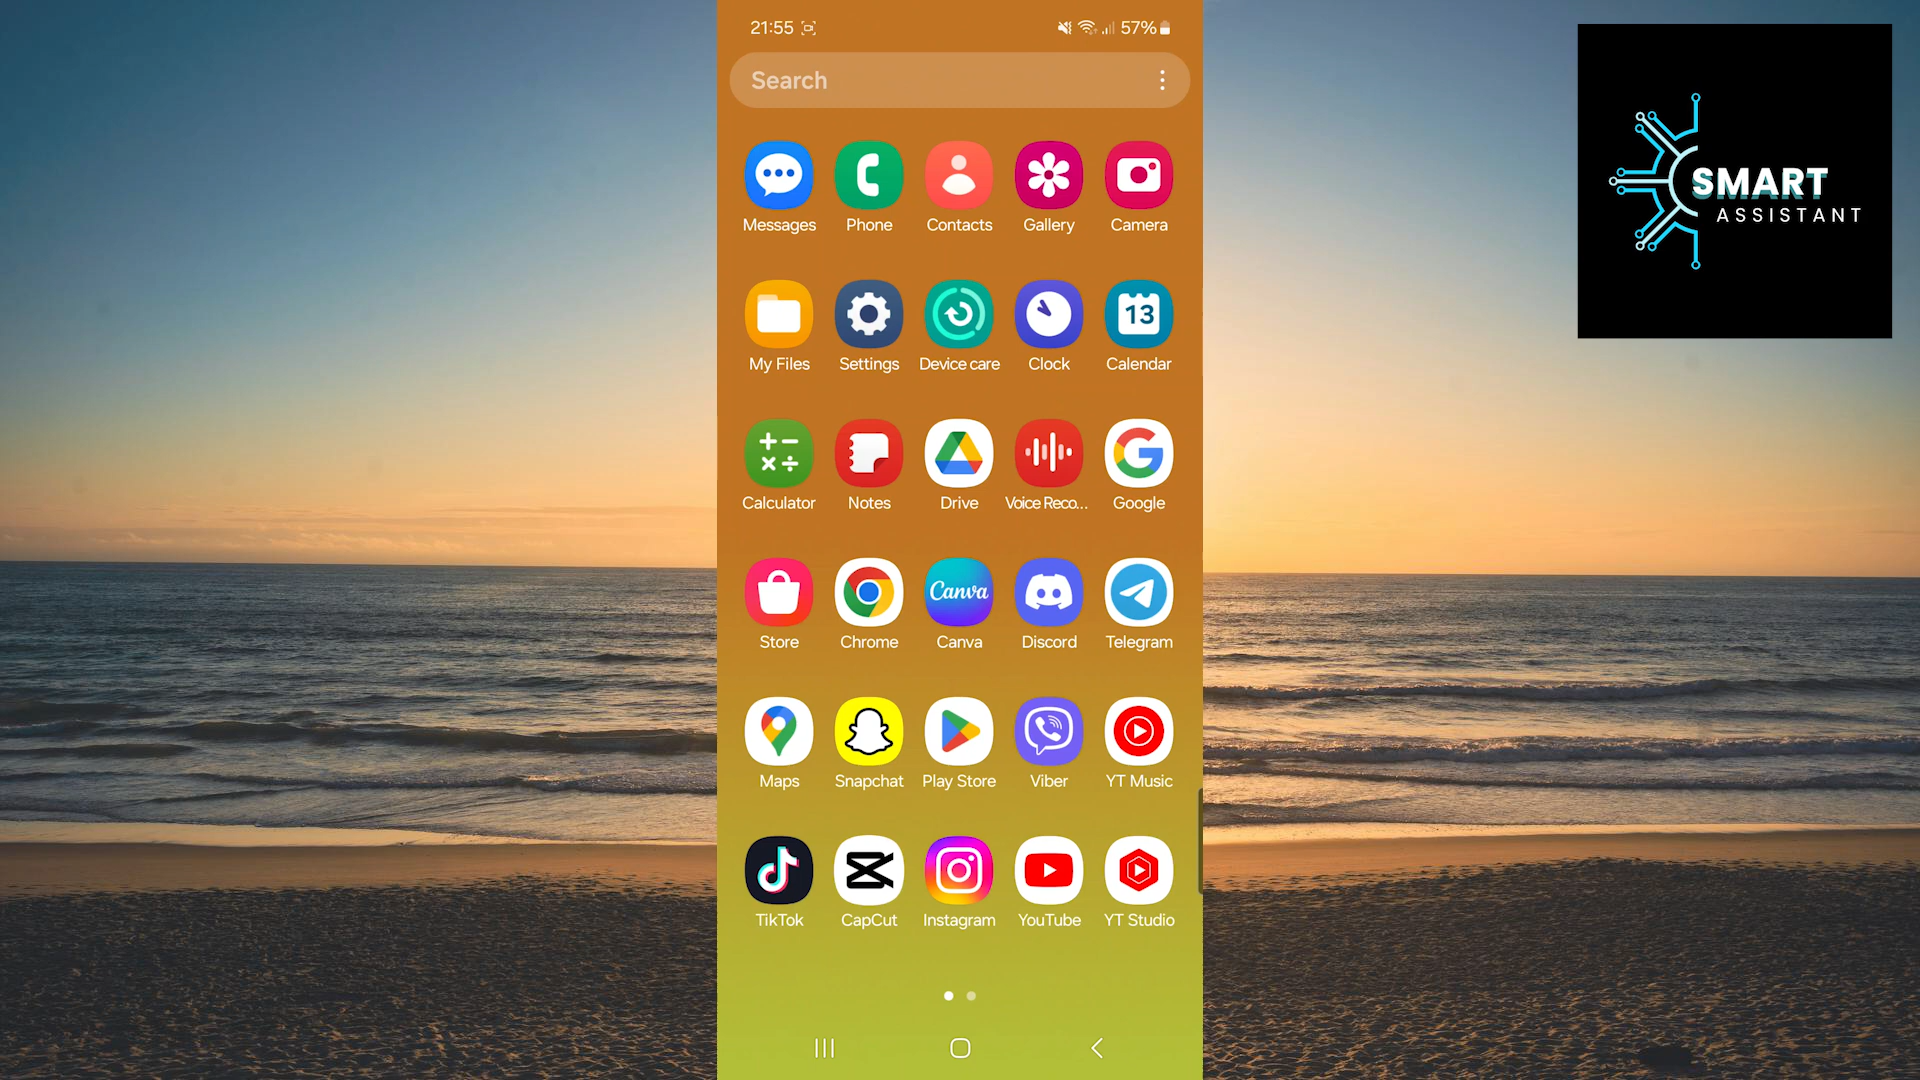 21:55 57%
Search
Messages Phone Contacts Gallery Camera
13
My Files Settings Device care Clock Calendar
Calculator Notes Drive Voice Reco... Google
Canva
Store Chrome Canva Discord Telegram
Maps Snapchat Play Store Viber YT Music
TikTok CapCut Instagram YouTube YT Studio
SMART
ASSISTANT